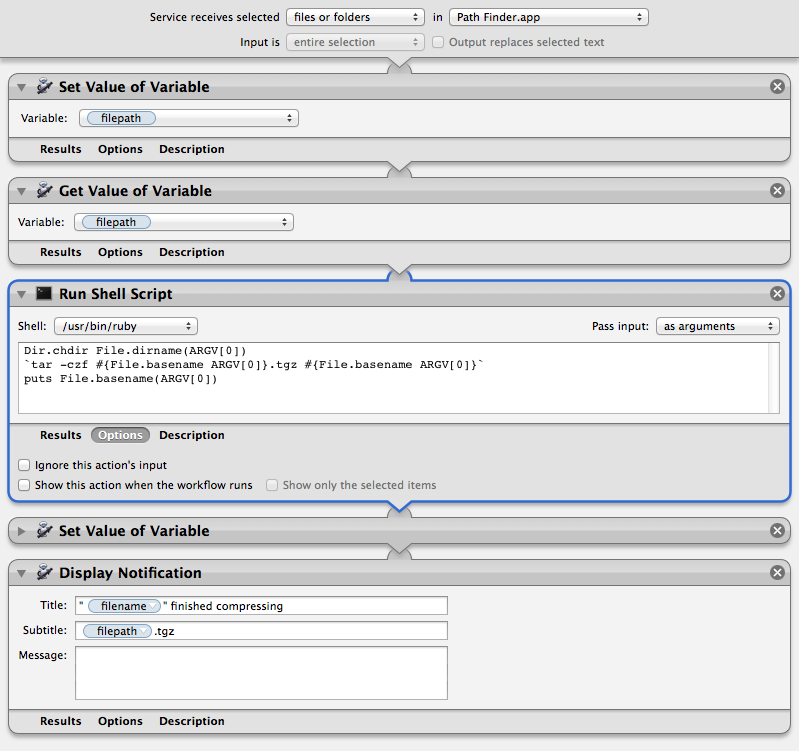 Service receives selected files or folders in Path Finder.app
Input is entire selection Output replaces selected text
Set Value of Variable
Variable: filepath
Results Options Description
Get Value of Variable
Variable: filepath
Results Options Description
Run Shell Script
Shell: /usr/bin/ruby Pass input: as arguments
Dir.chdir File.dirname(ARGV[0])
`tar -czf #{File.basename ARGV[0]}.tgz #{File.basename ARGV[0]}`
puts File.basename(ARGV[0])
Results Options Description
Ignore this action's input
Show this action when the workflow runs Show only the selected items
Set Value of Variable
Display Notification
Title: " filename " finished compressing
Subtitle: filepath .tgz
Message:
Results Options Description